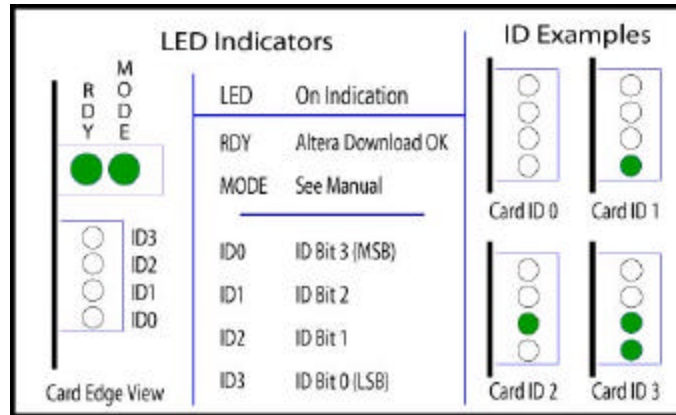 LED Indicators
RDY
MODE
ID3
ID2
ID1
ID0
Card Edge View
LED On Indication
RDY Altera Download OK
MODE See Manual
ID0 ID Bit 3 (MSB)
ID1 ID Bit 2
ID2 ID Bit 1
ID3 ID Bit 0 (LSB)
ID Examples
Card ID 0
Card ID 1
Card ID 2
Card ID 3